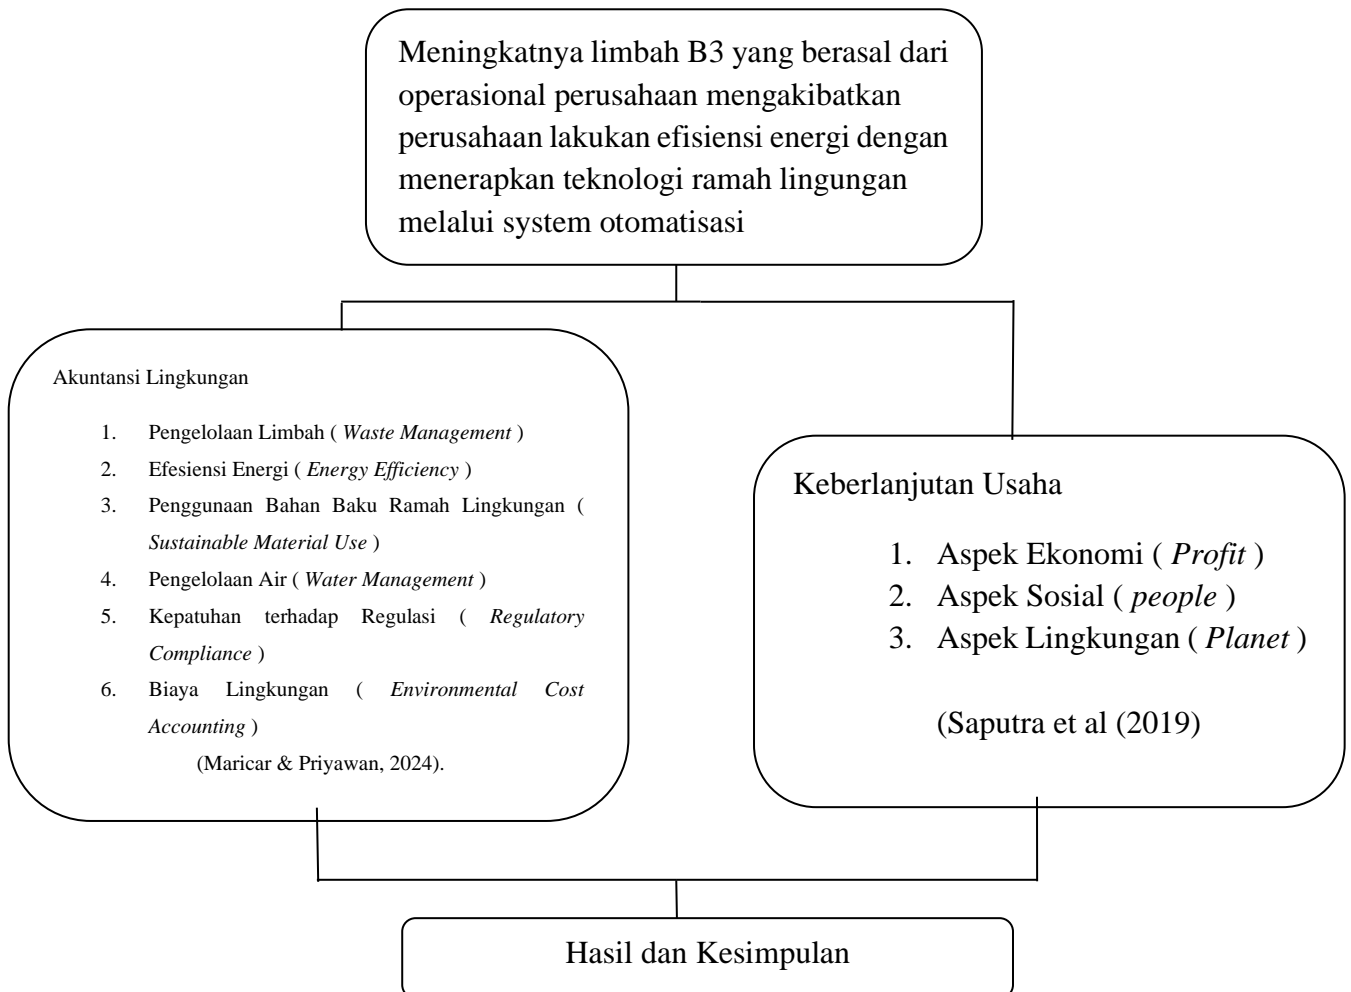 Meningkatnya limbah B3 yang berasal dari
operasional perusahaan mengakibatkan
perusahaan lakukan efisiensi energi dengan
menerapkan teknologi ramah lingungan
melalui system otomatisasi
Akuntansi Lingkungan
1. Pengelolaan Limbah ( Waste Management )
2. Efesiensi Energi ( Energy Efficiency )
3. Penggunaan Bahan Baku Ramah Lingkungan (
Sustainable Material Use )
4. Pengelolaan Air ( Water Management )
5. Kepatuhan terhadap Regulasi ( Regulatory
Compliance )
6. Biaya Lingkungan ( Environmental Cost
Accounting )
(Maricar & Priyawan, 2024).
Keberlanjutan Usaha
1. Aspek Ekonomi ( Profit )
2. Aspek Sosial ( people )
3. Aspek Lingkungan ( Planet )
(Saputra et al (2019)
Hasil dan Kesimpulan